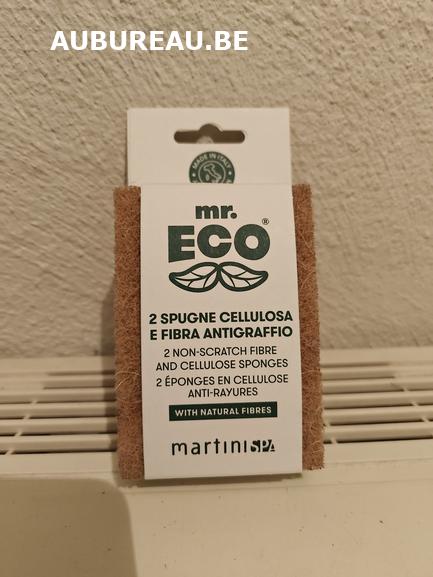 AUBUREAU.BE
MADE IN ITALY
mr.
ECO®
2 SPUGNE CELLULOSA
E FIBRA ANTIGRAFFIO
2 NON-SCRATCH FIBRE
AND CELLULOSE SPONGES
2 ÉPONGES EN CELLULOSE
ANTI-RAYURES
WITH NATURAL FIBRES
martiniSPA